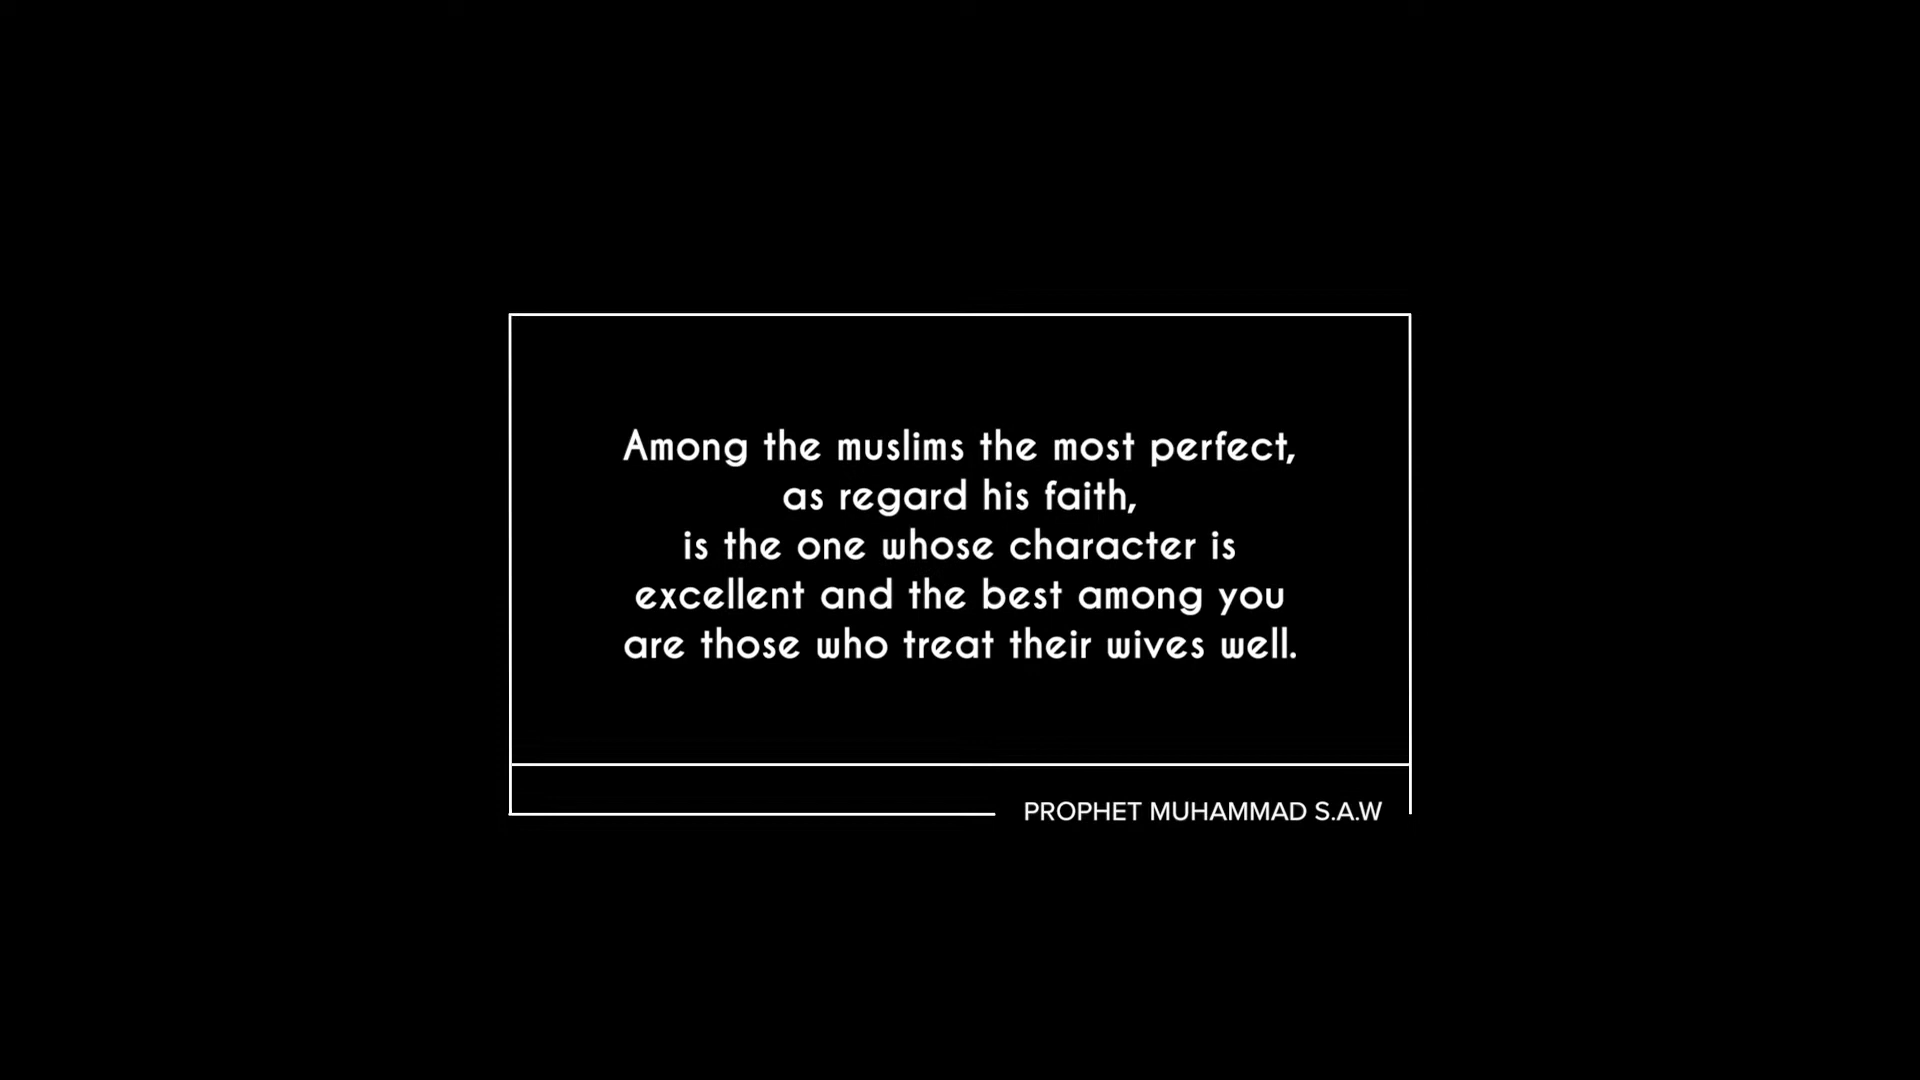 Among the muslims the most perfect,
as regard his faith,
is the one whose character is
excellent and the best among you
are those who treat their wives well.
PROPHET MUHAMMAD S.A.W